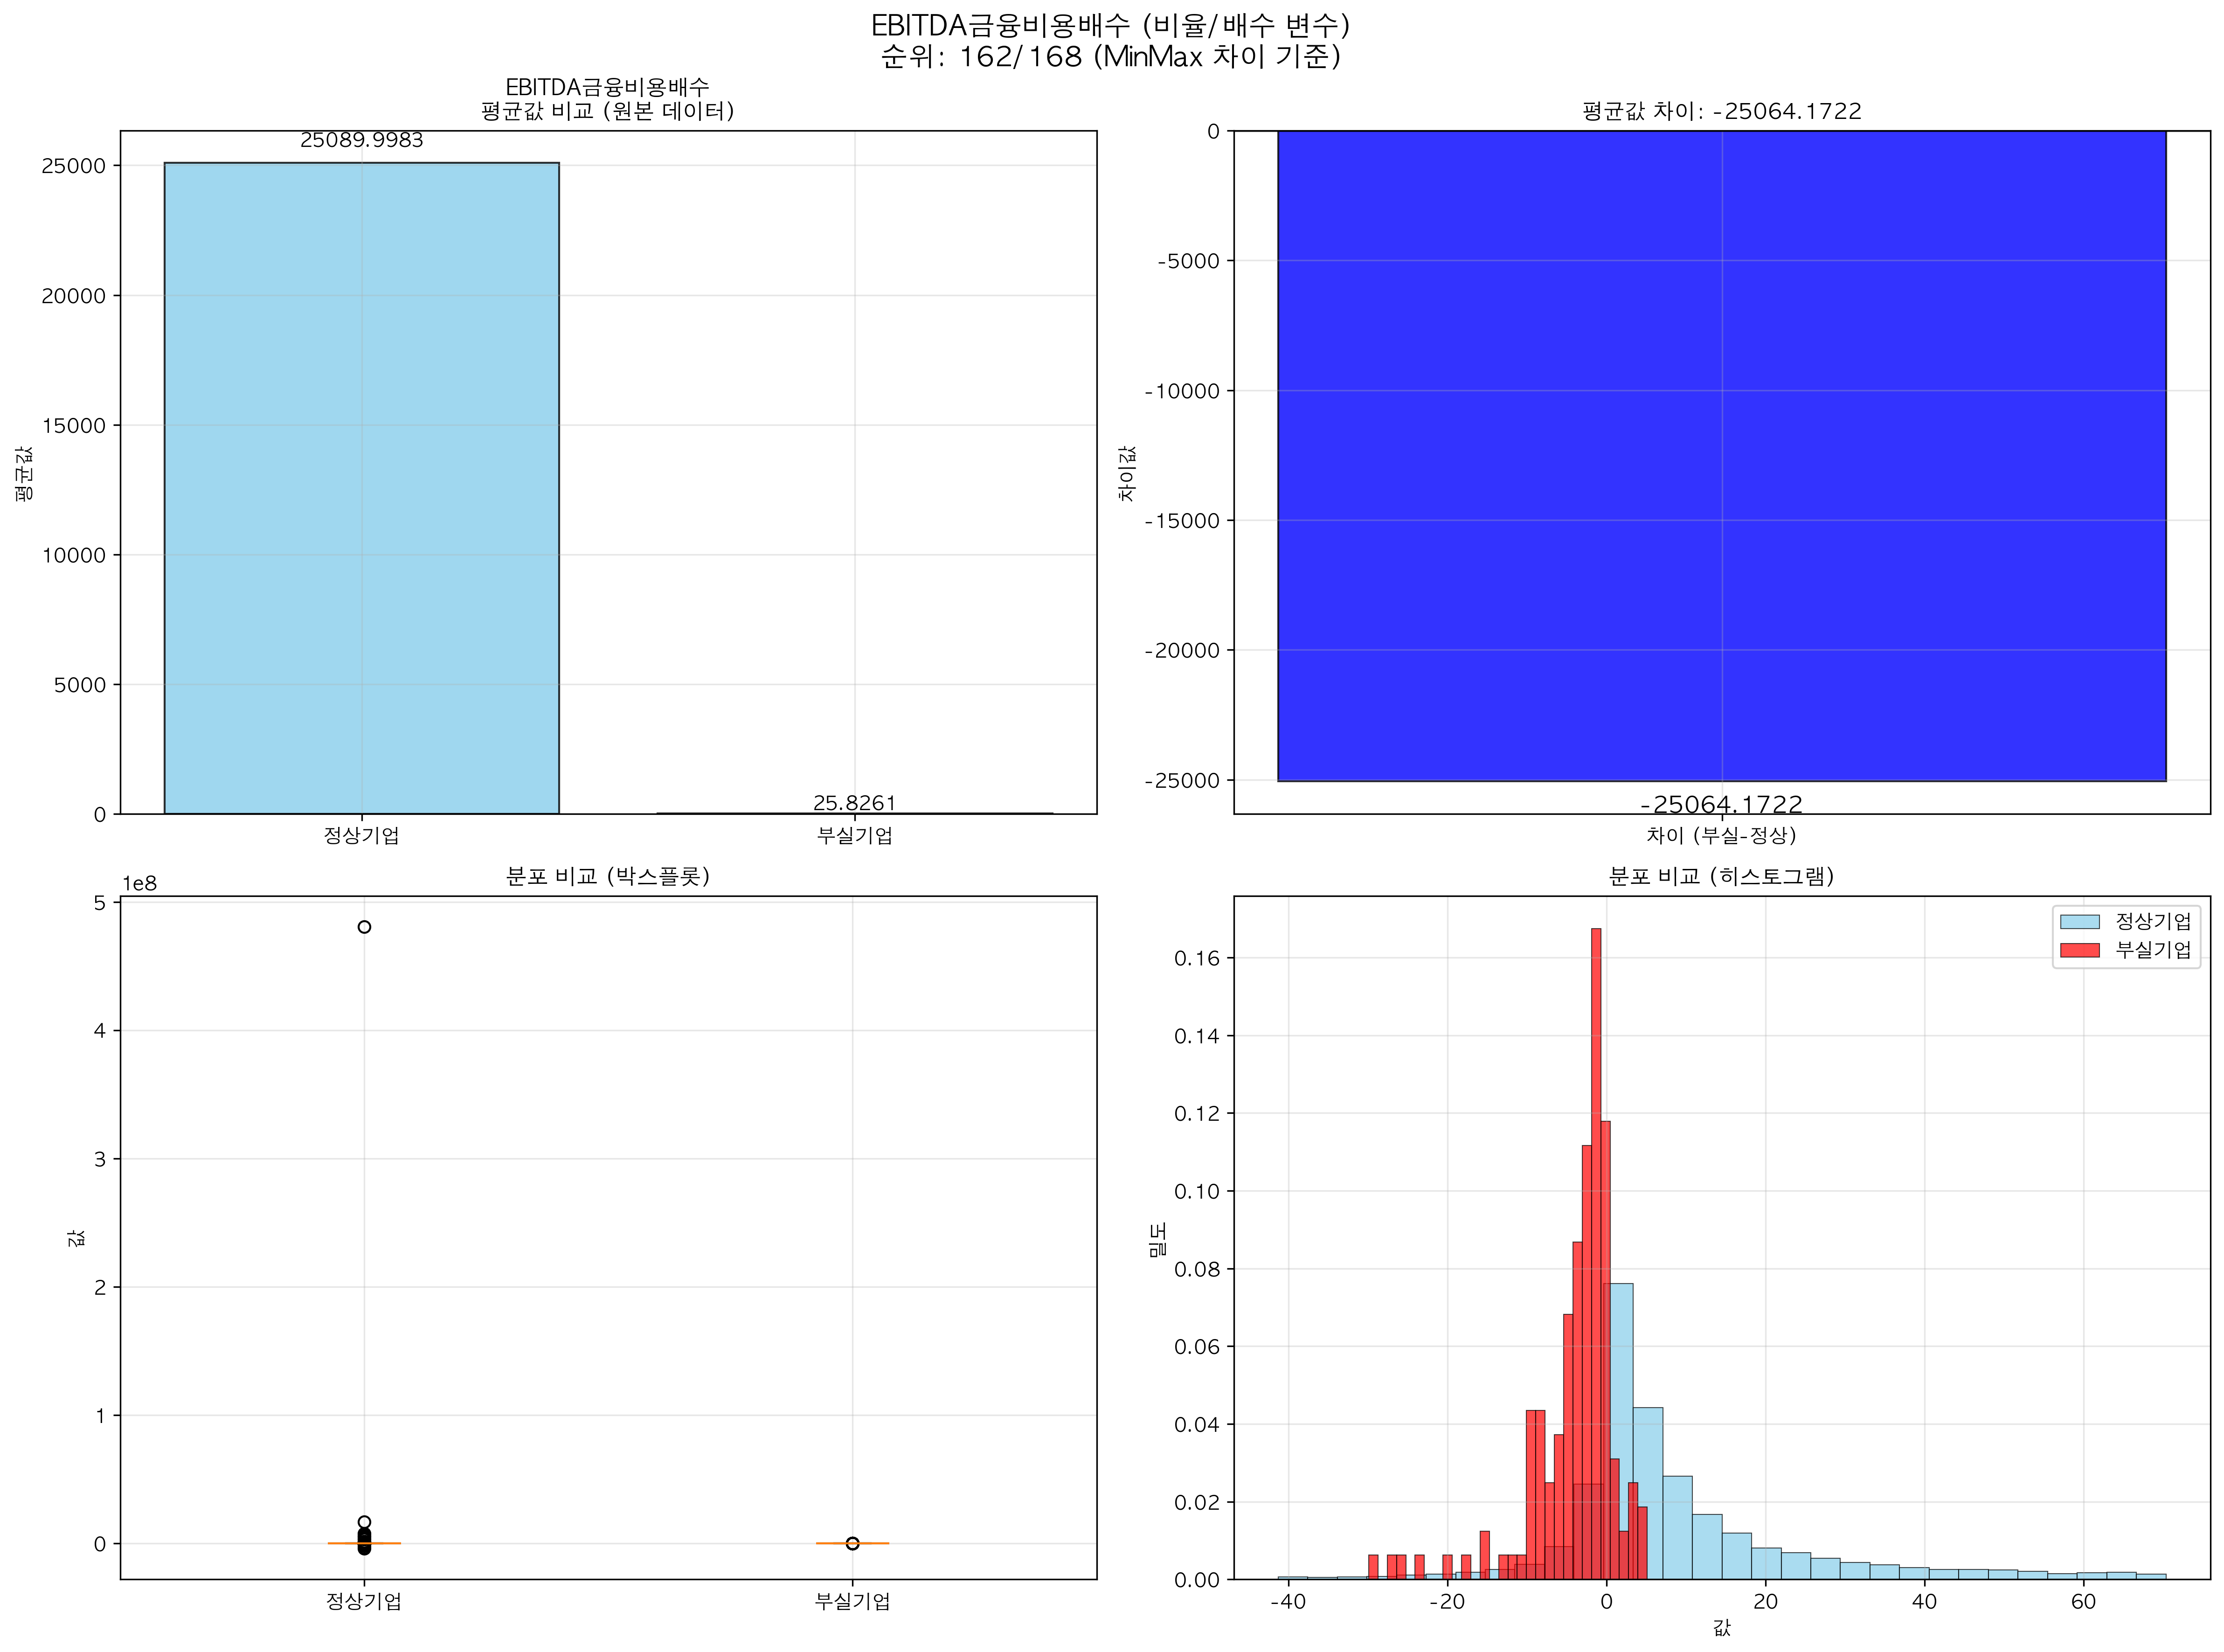 EBITDA금융비용배수 (비율/배수 변수)
순위: 162/168 (MinMax 차이 기준)
EBITDA금융비용배수
평균값 비교 (원본 데이터)
25089.9983
25.8261
25000
20000
15000
10000
5000
0
평균값
정상기업
부실기업
평균값 차이: -25064.1722
0
-5000
-10000
-15000
-20000
-25000
차이값
-25064.1722
차이 (부실-정상)
분포 비교 (박스플롯)
1e8
5
4
3
2
1
0
값
정상기업
부실기업
분포 비교 (히스토그램)
정상기업
부실기업
0.16
0.14
0.12
0.10
0.08
0.06
0.04
0.02
0.00
밀도
-40
-20
0
20
40
60
값